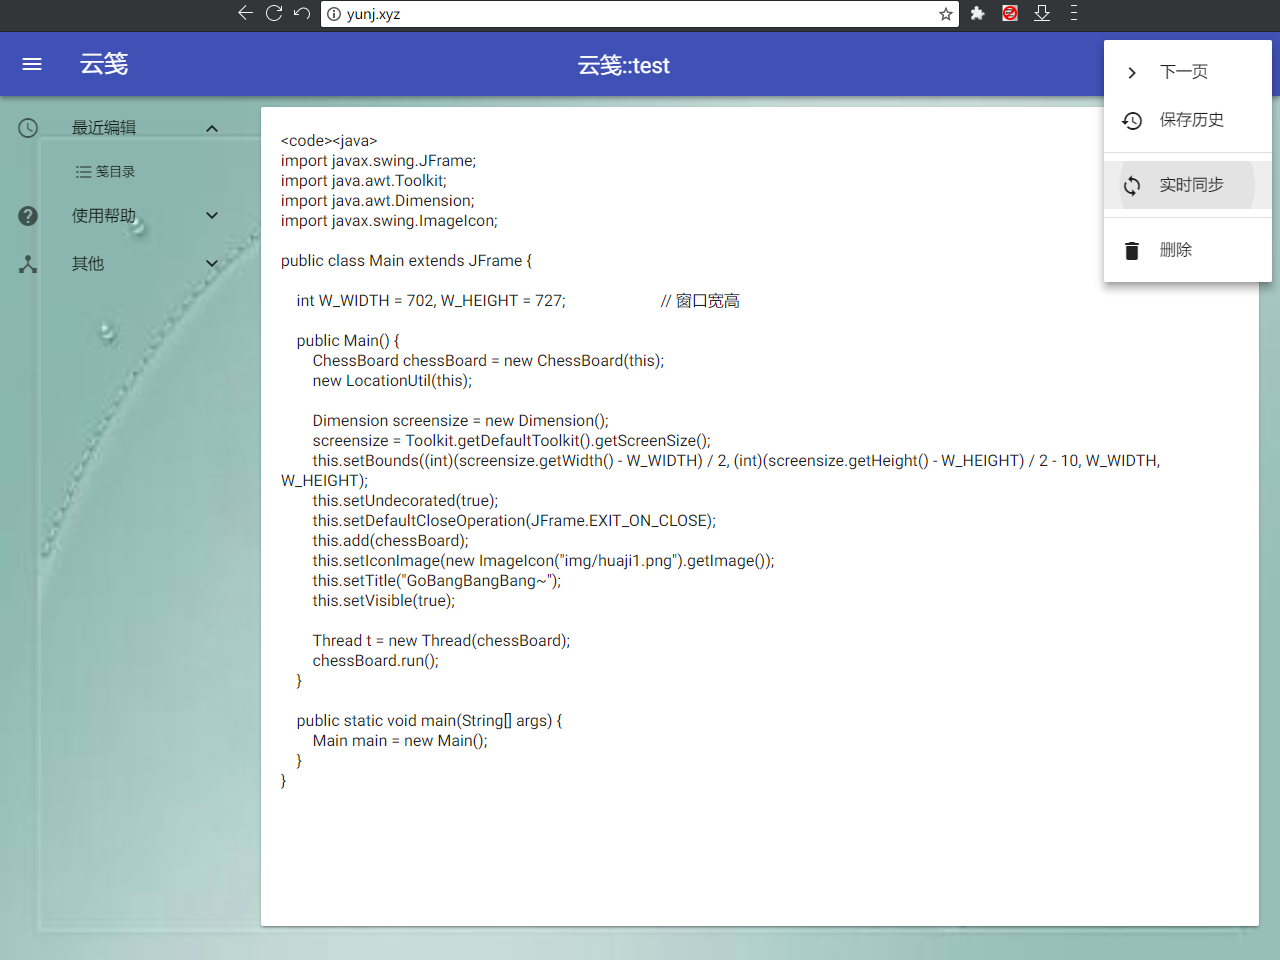 yunj.xyz
云笺
云笺::test
下一页
保存历史
实时同步
删除
最近编辑
笺目录
使用帮助
其他
<code><java>
import javax.swing.JFrame;
import java.awt.Toolkit;
import java.awt.Dimension;
import javax.swing.ImageIcon;
public class Main extends JFrame {
int W_WIDTH = 702, W_HEIGHT = 727; // 窗口宽高
public Main() {
ChessBoard chessBoard = new ChessBoard(this);
new LocationUtil(this);
Dimension screensize = new Dimension();
screensize = Toolkit.getDefaultToolkit().getScreenSize();
this.setBounds((int)(screensize.getWidth() - W_WIDTH) / 2, (int)(screensize.getHeight() - W_HEIGHT) / 2 - 10, W_WIDTH,
W_HEIGHT);
this.setUndecorated(true);
this.setDefaultCloseOperation(JFrame.EXIT_ON_CLOSE);
this.add(chessBoard);
this.setIconImage(new ImageIcon("img/huaji1.png").getImage());
this.setTitle("GoBangBangBang~");
this.setVisible(true);
Thread t = new Thread(chessBoard);
chessBoard.run();
}
public static void main(String[] args) {
Main main = new Main();
}
}